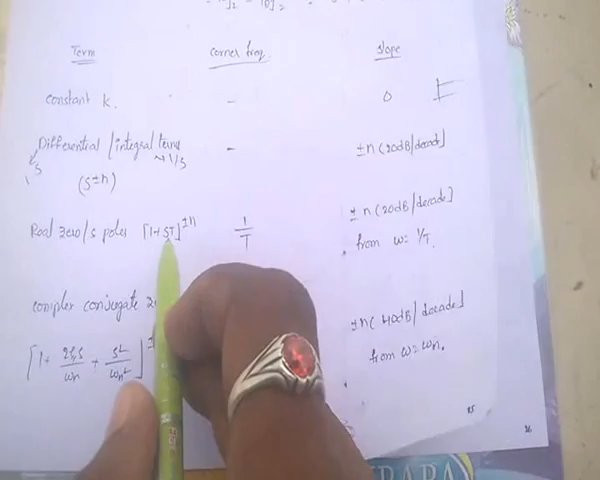 Term corner freq. slope
constant k. - 0
Differential / integral terms - ±n (20dB/decade]
s ~1/s
(s±n)
Real zero/s poles [1+ST]±n 1/T ± n (20dB/decade]
from ω= 1/T.
complex conjugate ±n( 40dB/decade]
[1+ 2ξs/ωn + s²/ωn² ] from ω=ωn.